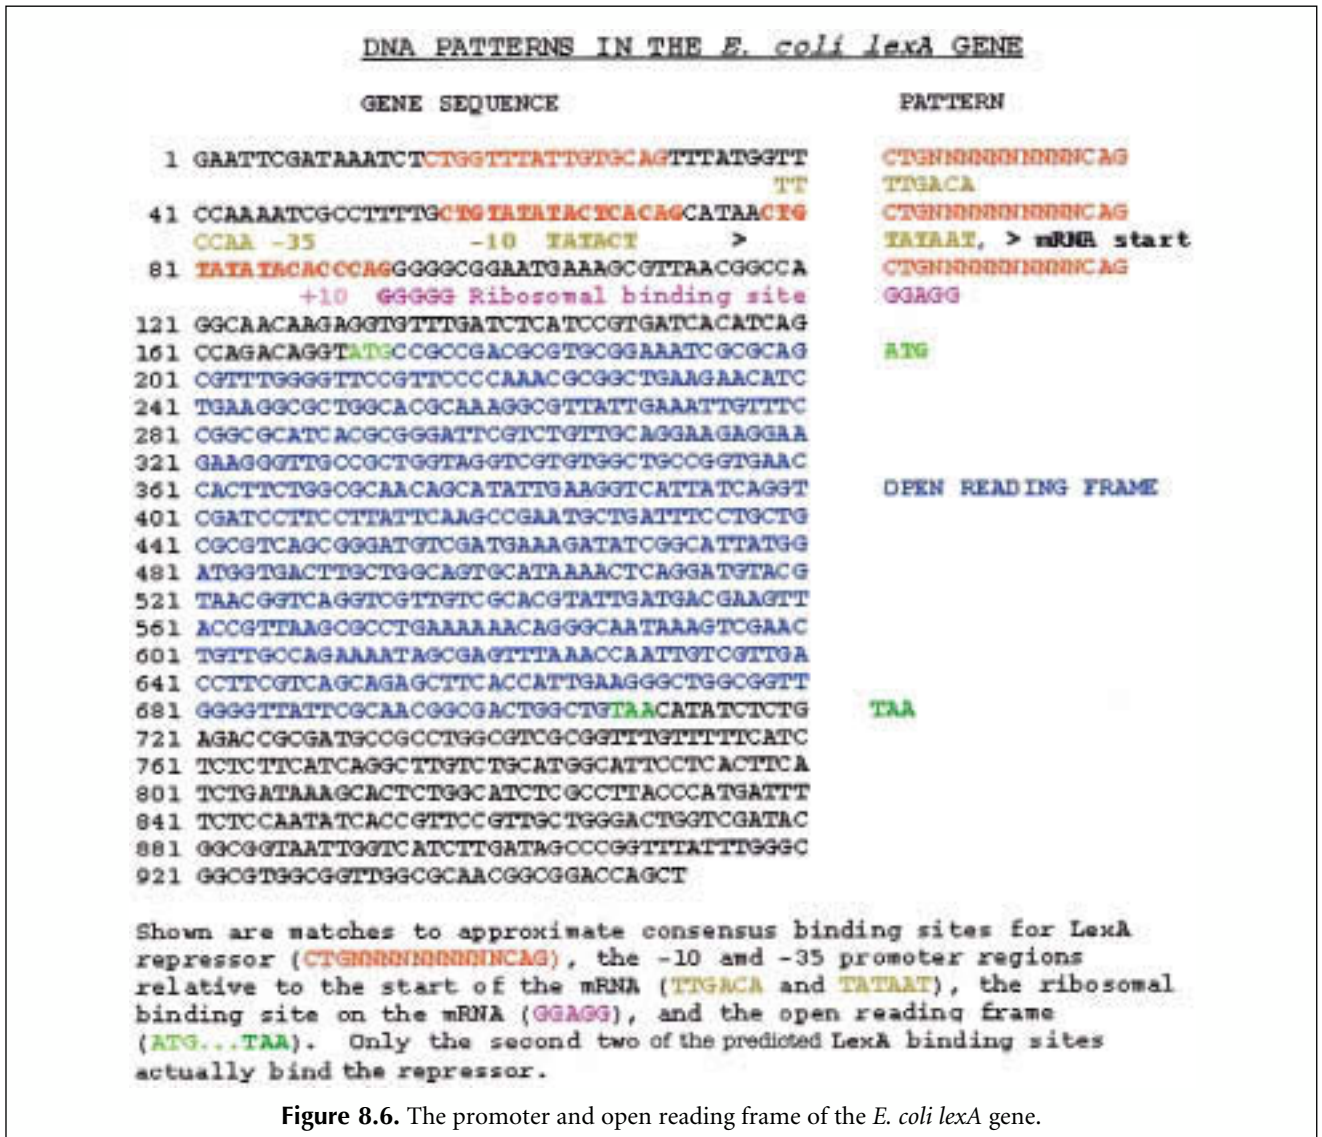 DNA PATTERNS IN THE E. coli lexA GENE
GENE SEQUENCE PATTERN
1 GAATTCGATAAATCTCTGGTTTATTGTGCAGTTTATGGTT CTGNNNNNNNNNNCAG
TT TTGACA
41 CCAAAATCGCCTTTTGCTGTATATACTCACAGCATAACTG CTGNNNNNNNNNNCAG
CCAA -35 -10 TATACT > TATAAT, > mRNA start
81 TATATACACCCAGGGGGCGGAATGAAAGCGTTAACGGCCA CTGNNNNNNNNNNCAG
+10 GGGGG Ribosomal binding site GGAGG
121 GGCAACAAGAGGTGTTTGATCTCATCCGTGATCACATCAG
161 CCAGACAGGTATGCCGCCGACGCGTGCGGAAATCGCGCAG ATG
201 CGTTTGGGGTTCCGTTCCCCAAACGCGGCTGAAGAACATC
241 TGAAGGCGCTGGCACGCAAAGGCGTTATTGAAATTGTTTC
281 CGGCGCATCACGCGGGATTCGTCTGTTGCAGGAAGAGGAA
321 GAAGGGTTGCCGCTGGTAGGTCGTGTGGCTGCCGGTGAAC
361 CACTTCTGGCGCAACAGCATATTGAAGGTCATTATCAGGT OPEN READING FRAME
401 CGATCCTTCCTTATTCAAGCCGAATGCTGATTTCCTGCTG
441 CGCGTCAGCGGGATGTCGATGAAAGATATCGGCATTATGG
481 ATGGTGACTTGCTGGCAGTGCATAAAACTCAGGATGTACG
521 TAACGGTCAGGTCGTTGTCGCACGTATTGATGACGAAGTT
561 ACCGTTAAGCGCCTGAAAAAACAGGGCAATAAAGTCGAAC
601 TGTTGCCAGAAAATAGCGAGTTTAAACCAATTGTCGTTGA
641 CCTTCGTCAGCAGAGCTTCACCATTGAAGGGCTGGCGGTT
681 GGGGTTATTCGCAACGGCGACTGGCTGTAACATATCTCTG TAA
721 AGACCGCGATGCCGCCTGGCGTCGCGGTTTGTTTTTCATC
761 TCTCTTCATCAGGCTTGTCTGCATGGCATTCCTCACTTCA
801 TCTGATAAAGCACTCTGGCATCTCGCCTTACCCATGATTT
841 TCTCCAATATCACCGTTCCGTTGCTGGGACTGGTCGATAC
881 GGCGGTAATTGGTCATCTTGATAGCCCGGTTTATTTGGGC
921 GGCGTGGCGGTTGGCGCAACGGCGGACCAGCT
Shown are matches to approximate consensus binding sites for LexA
repressor (CTGNNNNNNNNNNCAG), the -10 amd -35 promoter regions
relative to the start of the mRNA (TTGACA and TATAAT), the ribosomal
binding site on the mRNA (GGAGG), and the open reading frame
(ATG...TAA). Only the second two of the predicted LexA binding sites
actually bind the repressor.
Figure 8.6. The promoter and open reading frame of the E. coli lexA gene.